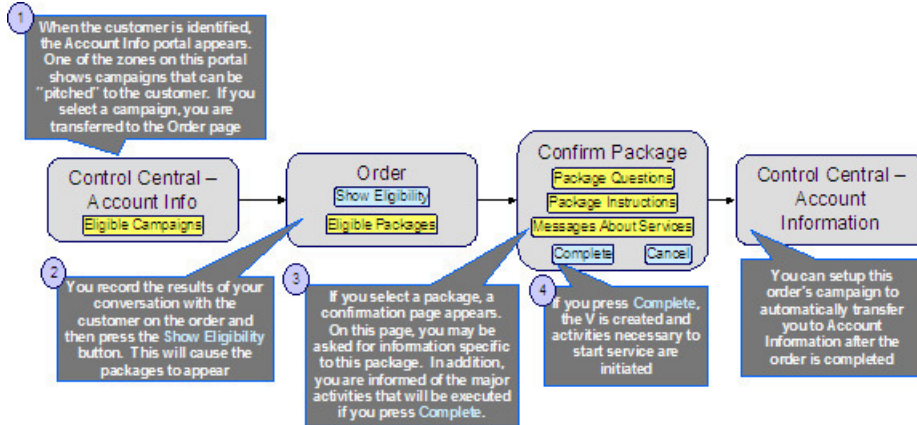 1
When the customer is identified,
the Account Info portal appears.
One of the zones on this portal
shows campaigns that can be
"pitched" to the customer. If you
select a campaign, you are
transferred to the Order page
Control Central –
Account Info
Eligible Campaigns
Order
Show Eligibility
Eligible Packages
Confirm Package
Package Questions
Package Instructions
Messages About Services
Complete
Cancel
Control Central –
Account
Information
2
You record the results of your
conversation with the
customer on the order and
then press the Show Eligibility
button. This will cause the
packages to appear
3
If you select a package, a
confirmation page appears.
On this page, you may be
asked for information specific
to this package. In addition,
you are informed of the major
activities that will be executed
if you press Complete.
4
If you press Complete,
the V is created and
activities necessary to
start service are
initiated
You can setup this
order's campaign to
automatically transfer
you to Account
Information after the
order is completed